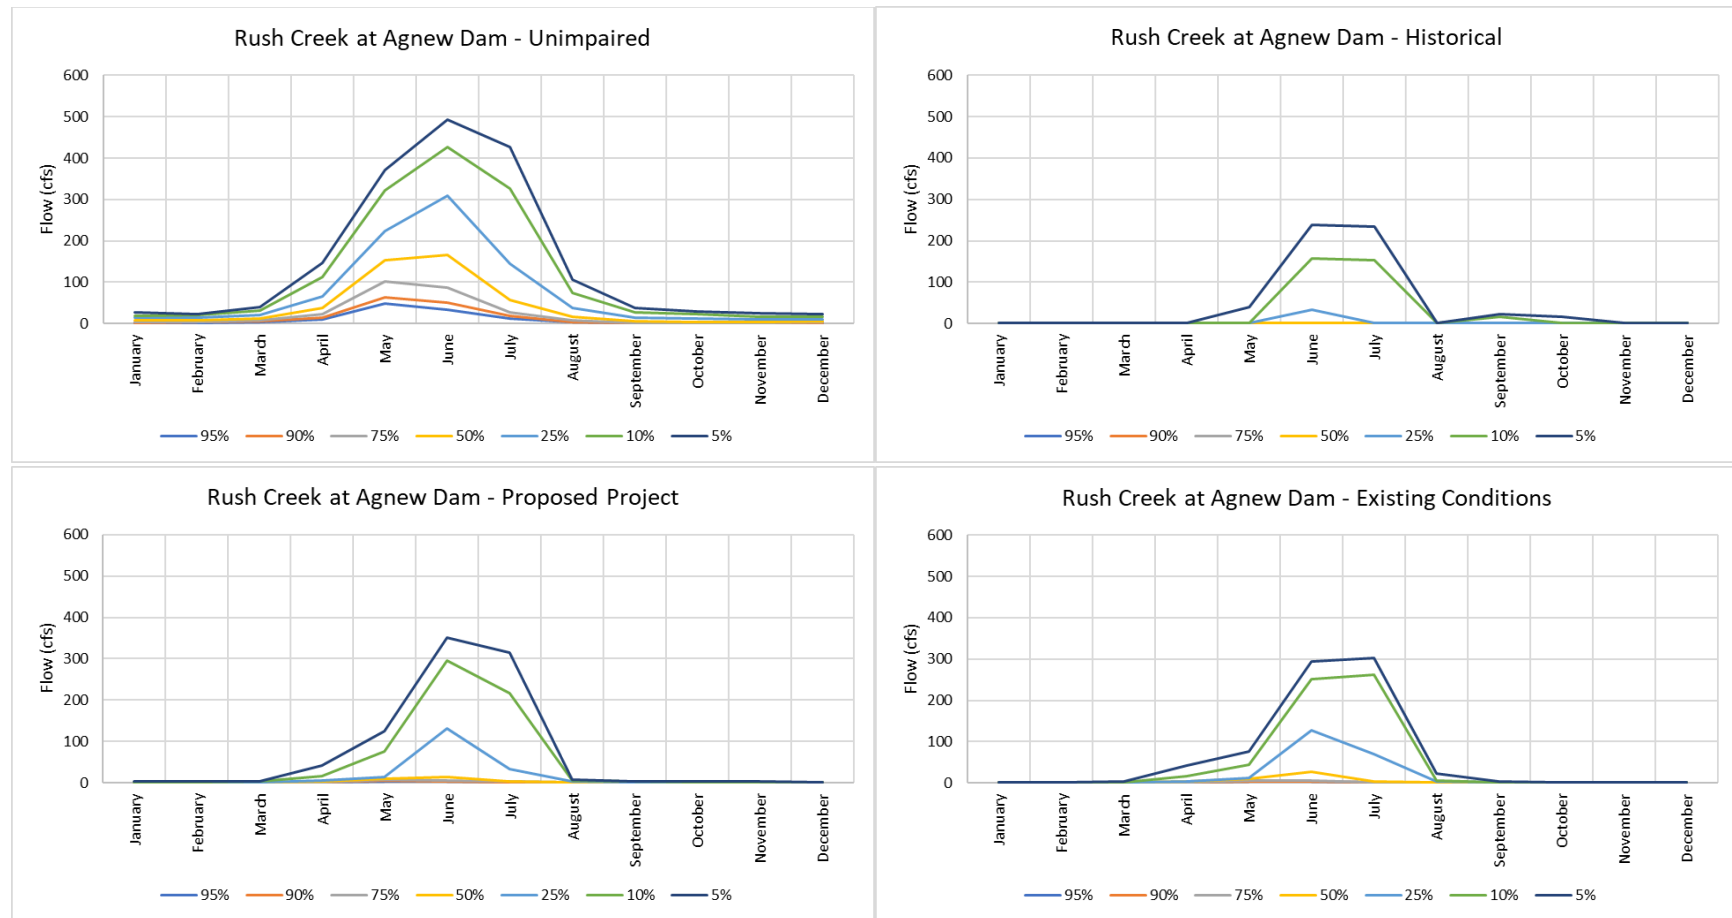 Rush Creek at Agnew Dam - Unimpaired
600
500
400
300
200
100
0
Flow (cfs)
January
February
March
April
May
June
July
August
September
October
November
December
95% 90% 75% 50% 25% 10% 5%
Rush Creek at Agnew Dam - Historical
600
500
400
300
200
100
0
Flow (cfs)
January
February
March
April
May
June
July
August
September
October
November
December
95% 90% 75% 50% 25% 10% 5%
Rush Creek at Agnew Dam - Proposed Project
600
500
400
300
200
100
0
Flow (cfs)
January
February
March
April
May
June
July
August
September
October
November
December
95% 90% 75% 50% 25% 10% 5%
Rush Creek at Agnew Dam - Existing Conditions
600
500
400
300
200
100
0
Flow (cfs)
January
February
March
April
May
June
July
August
September
October
November
December
95% 90% 75% 50% 25% 10% 5%